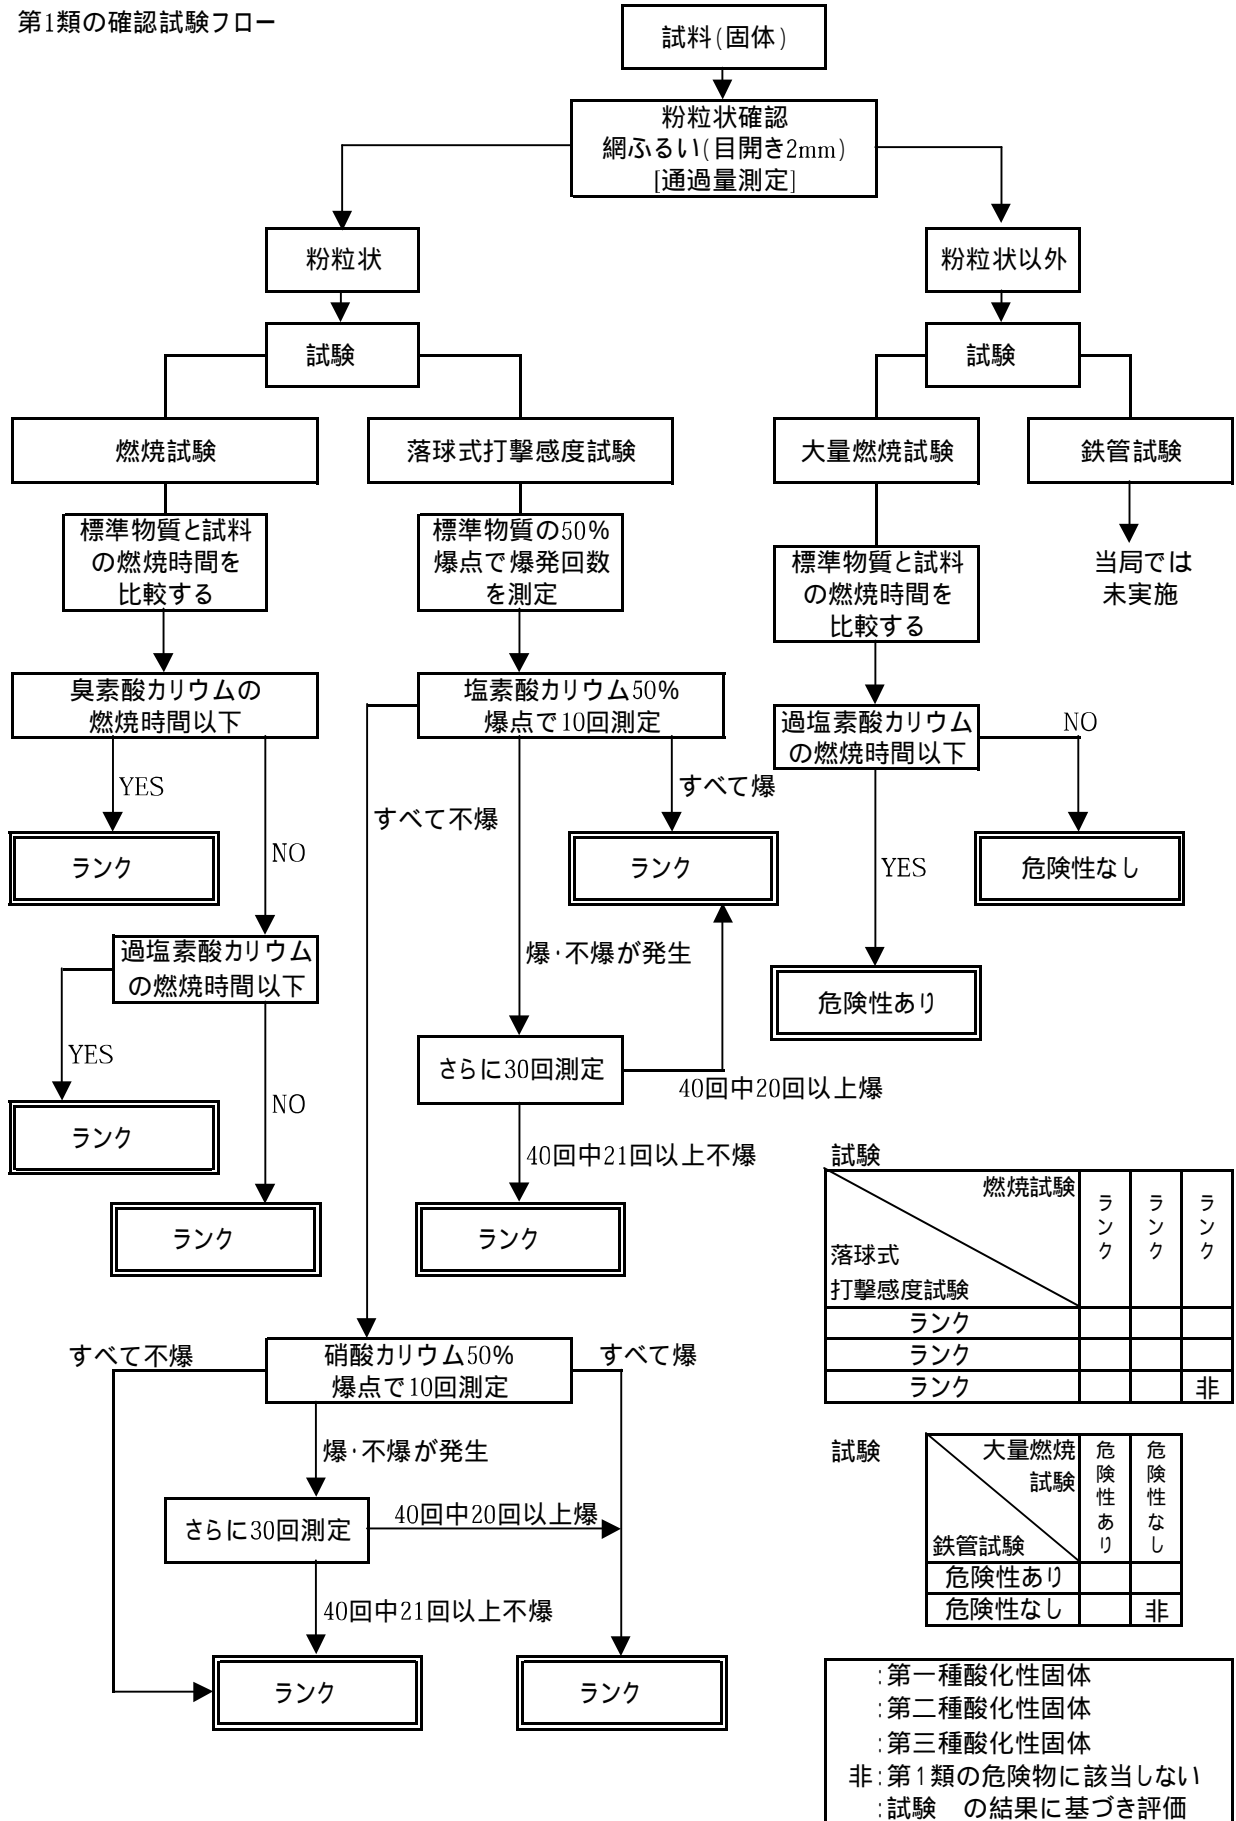 第1類の確認試験フロー
試料(固体)
粉粒状確認
網ふるい(目開き2mm)
[通過量測定]
粉粒状
粉粒状以外
試験
試験
燃焼試験
落球式打撃感度試験
大量燃焼試験
鉄管試験
標準物質と試料
の燃焼時間を
比較する
標準物質の50%
爆点で爆発回数
を測定
標準物質と試料
の燃焼時間を
比較する
当局では
未実施
臭素酸カリウムの
燃焼時間以下
塩素酸カリウム50%
爆点で10回測定
過塩素酸カリウム
の燃焼時間以下
NO
YES
すべて不爆
すべて爆
ランク
NO
ランク
YES
危険性なし
過塩素酸カリウム
の燃焼時間以下
爆・不爆が発生
危険性あり
YES
さらに30回測定
40回中20回以上爆
ランク
NO
40回中21回以上不爆
ランク
ランク
試験
燃焼試験
落球式
打撃感度試験
ランク
ランク
ランク
ランク
ランク
ランク
非
すべて不爆
硝酸カリウム50%
爆点で10回測定
すべて爆
爆・不爆が発生
さらに30回測定
40回中20回以上爆
40回中21回以上不爆
ランク
ランク
試験
大量燃焼
試験
鉄管試験
危険性あり
危険性なし
危険性あり
危険性なし
非
:第一種酸化性固体
:第二種酸化性固体
:第三種酸化性固体
非:第1類の危険物に該当しない
:試験 の結果に基づき評価